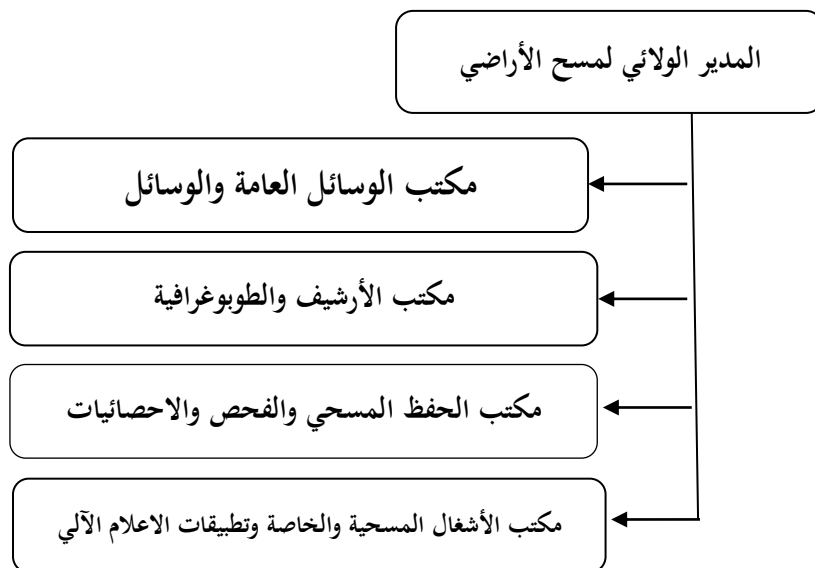 المدير الولائي لمسح الأراضي
مكتب الوسائل العامة والوسائل
مكتب الأرشيف والطوبوغرافية
مكتب الحفظ المسحي والفحص والاحصائيات
مكتب الأشغال المسحية والخاصة وتطبيقات الاعلام الآلي